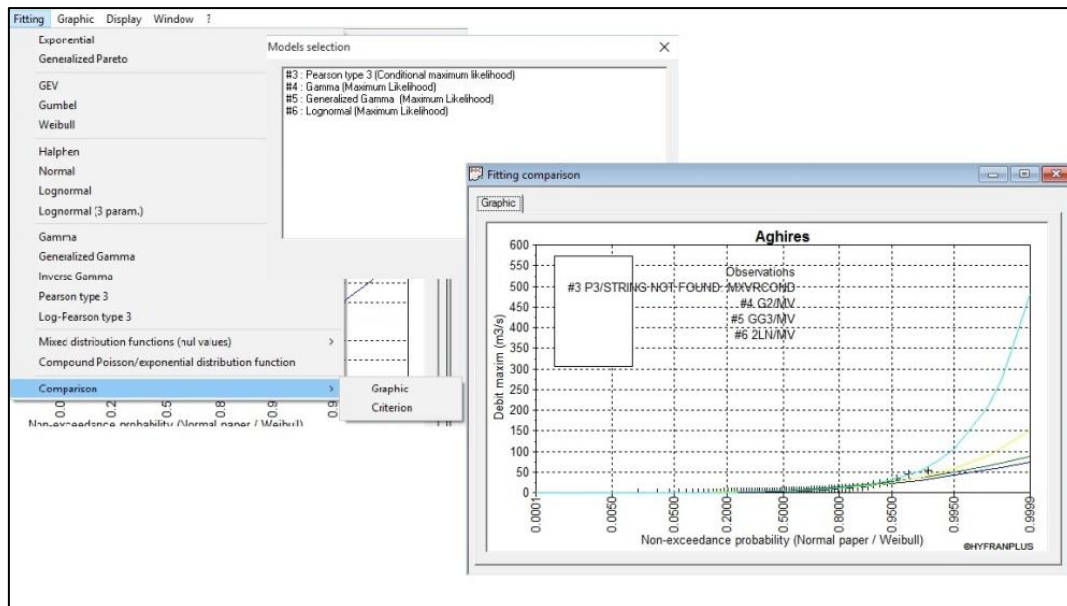 Fitting Graphic Display Window ?
Exponential
Generalized Pareto
GEV
Gumbel
Weibull
Halphen
Normal
Lognormal
Lognormal (3 param.)
Gamma
Generalized Gamma
Inverse Gamma
Pearson type 3
Log-Pearson type 3
Mixed distribution functions (nul values) >
Compound Poisson/exponential distribution function
Comparison >
Graphic
Criterion
Non-exceedance probability (Normal paper / Weibull)
Models selection
#3 : Pearson type 3 (Conditional maximum likelihood)
#4 : Gamma (Maximum Likelihood)
#5 : Generalized Gamma (Maximum Likelihood)
#6 : Lognormal (Maximum Likelihood)
Fitting comparison
Graphic
Aghires
Observations
#3 P3/STRING NOT FOUND: MXVRCOND
#4 G2/MV
#5 GG3/MV
#6 2LN/MV
Debit maxim (m3/s)
600
550
500
450
400
350
300
250
200
150
100
50
0
0.0001
0.0050
0.0500
0.2000
0.5000
0.8000
0.9500
0.9950
0.9999
Non-exceedance probability (Normal paper / Weibull)
©HYFRANPLUS